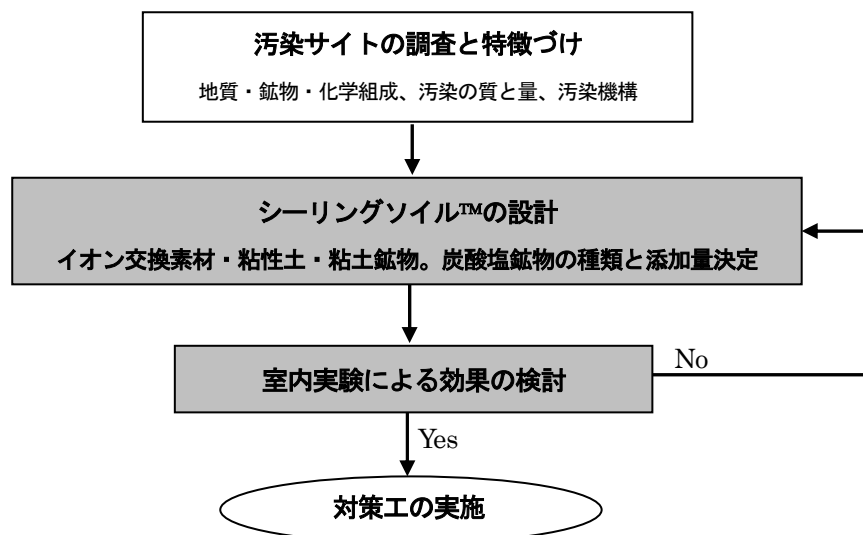 汚染サイトの調査と特徴づけ
地質・鉱物・化学組成、汚染の質と量、汚染機構
シーリングソイル™の設計
イオン交換素材・粘性土・粘土鉱物。炭酸塩鉱物の種類と添加量決定
室内実験による効果の検討
No
Yes
対策工の実施